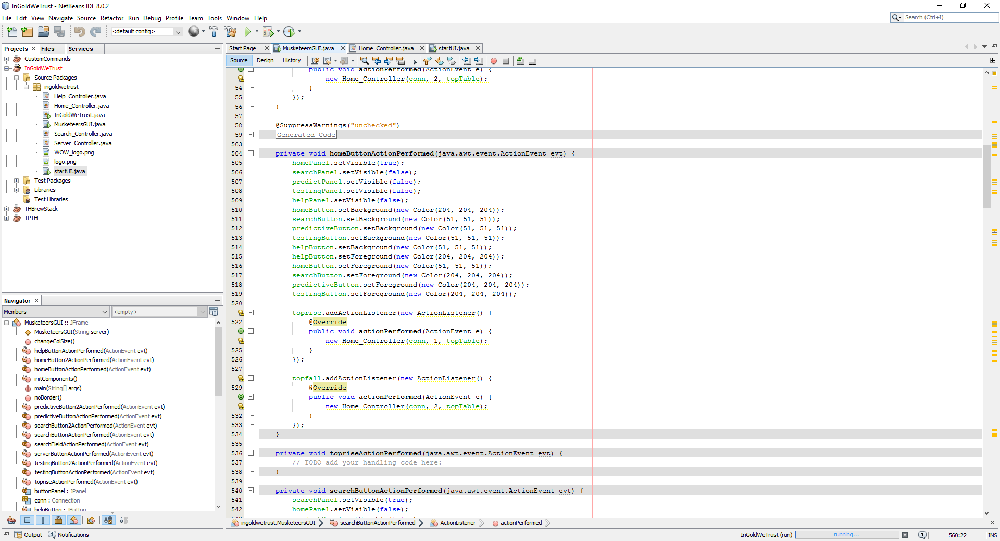 InGoldWeTrust - NetBeans IDE 8.0.2
File Edit View Navigate Source Refactor Run Debug Profile Team Tools Window Help
Search (Ctrl+I)
<default config>
Projects Files Services
CustomCommands
InGoldWeTrust
Source Packages
ingoldwetrust
Help_Controller.java
Home_Controller.java
InGoldWeTrust.java
MusketeersGUI.java
Search_Controller.java
Server_Controller.java
WOW_logo.png
logo.png
startUI.java
Test Packages
Libraries
Test Libraries
THBrewStack
TPTH
Navigator
Members <empty>
MusketeersGUI :: JFrame
MusketeersGUI(String server)
changeColSize()
helpButtonActionPerformed(ActionEvent evt)
homeButton2ActionPerformed(ActionEvent evt)
homeButtonActionPerformed(ActionEvent evt)
initComponents()
main(String[] args)
noBorder()
predictiveButton2ActionPerformed(ActionEvent evt)
predictiveButtonActionPerformed(ActionEvent evt)
searchButton2ActionPerformed(ActionEvent evt)
searchButtonActionPerformed(ActionEvent evt)
searchFieldActionPerformed(ActionEvent evt)
serverButtonActionPerformed(ActionEvent evt)
testingButton2ActionPerformed(ActionEvent evt)
testingButtonActionPerformed(ActionEvent evt)
topriseActionPerformed(ActionEvent evt)
buttonPanel : JPanel
conn : Connection
helpButton : JButton
Start Page MusketeersGUI.java Home_Controller.java startUI.java
Source Design History
public void actionPerformed(ActionEvent e) {
new Home_Controller(conn, 2, topTable);
54 }
55 });
56 }
57
58 @SuppressWarnings("unchecked")
59 Generated Code
503
504 private void homeButtonActionPerformed(java.awt.event.ActionEvent evt) {
505 homePanel.setVisible(true);
506 searchPanel.setVisible(false);
507 predictPanel.setVisible(false);
508 testingPanel.setVisible(false);
509 helpPanel.setVisible(false);
510 homeButton.setBackground(new Color(204, 204, 204));
511 searchButton.setBackground(new Color(51, 51, 51));
512 predictiveButton.setBackground(new Color(51, 51, 51));
513 testingButton.setBackground(new Color(51, 51, 51));
514 helpButton.setBackground(new Color(51, 51, 51));
515 helpButton.setForeground(new Color(204, 204, 204));
516 homeButton.setForeground(new Color(51, 51, 51));
517 searchButton.setForeground(new Color(204, 204, 204));
518 predictiveButton.setForeground(new Color(204, 204, 204));
519 testingButton.setForeground(new Color(204, 204, 204));
520
toprise.addActionListener(new ActionListener() {
522 @Override
public void actionPerformed(ActionEvent e) {
new Home_Controller(conn, 1, topTable);
525 }
526 });
527
topfall.addActionListener(new ActionListener() {
529 @Override
public void actionPerformed(ActionEvent e) {
new Home_Controller(conn, 2, topTable);
532 }
533 });
534 }
535
536 private void topriseActionPerformed(java.awt.event.ActionEvent evt) {
537 // TODO add your handling code here:
538 }
539
540 private void searchButtonActionPerformed(java.awt.event.ActionEvent evt) {
541 searchPanel.setVisible(true);
542 homePanel.setVisible(false);
ingoldwetrust.MusketeersGUI searchButtonActionPerformed ActionListener actionPerformed
Output Notifications
InGoldWeTrust (run) running... 1 560:22 INS